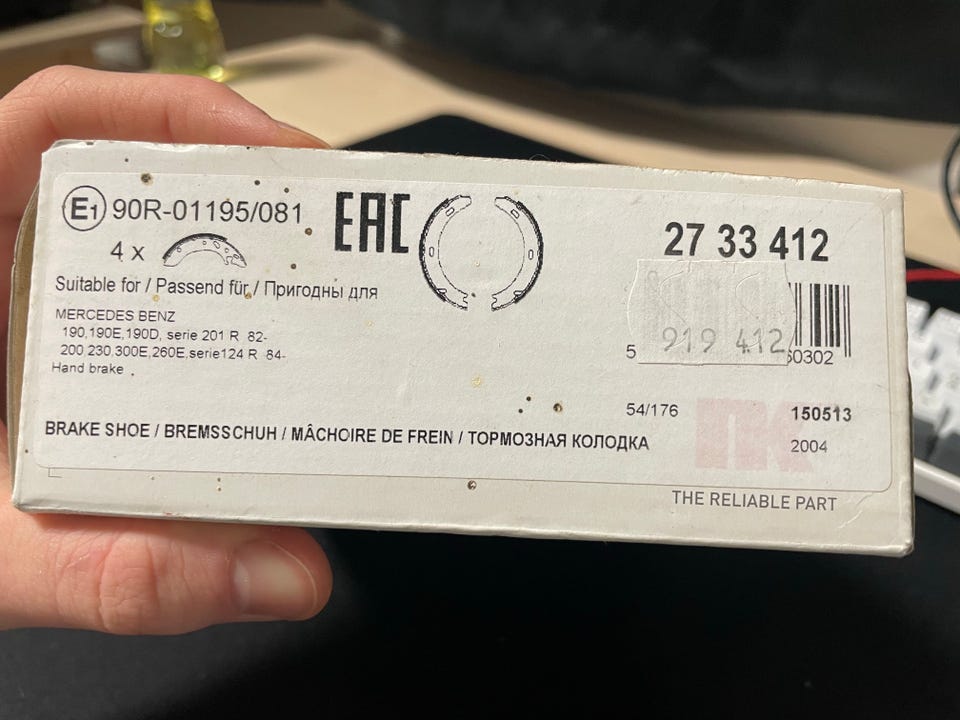 E1 90R-01195/081 EAC
4 x
27 33 412
Suitable for / Passend für / Пригодны для
MERCEDES BENZ
190,190E,190D, serie 201 R 82-
200,230,300E,260E,serie124 R 84-
Hand brake
919 412
5 60302
54/176 150513
2004
BRAKE SHOE / BREMSSCHUH / MÂCHOIRE DE FREIN / ТОРМОЗНАЯ КОЛОДКА
NK
THE RELIABLE PART